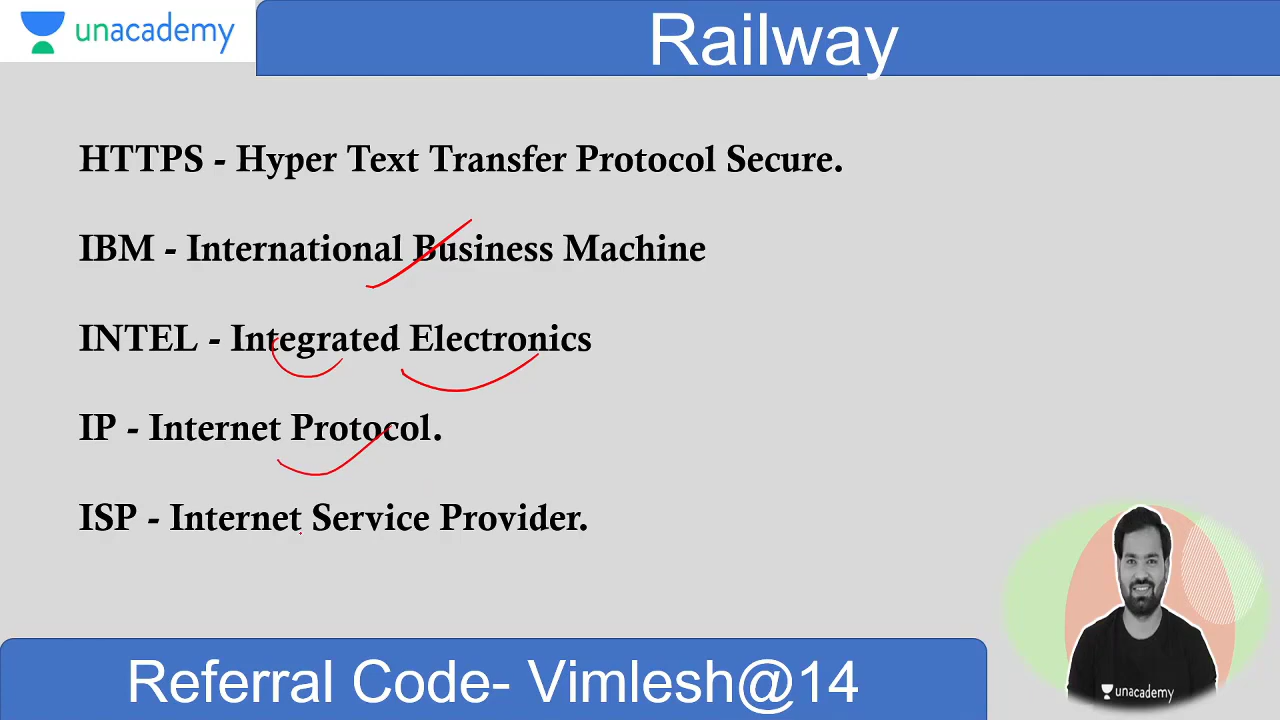 unacademy
Railway
HTTPS - Hyper Text Transfer Protocol Secure.
IBM - International Business Machine
INTEL - Integrated Electronics
IP - Internet Protocol.
ISP - Internet Service Provider.
unacademy
Referral Code- Vimlesh@14